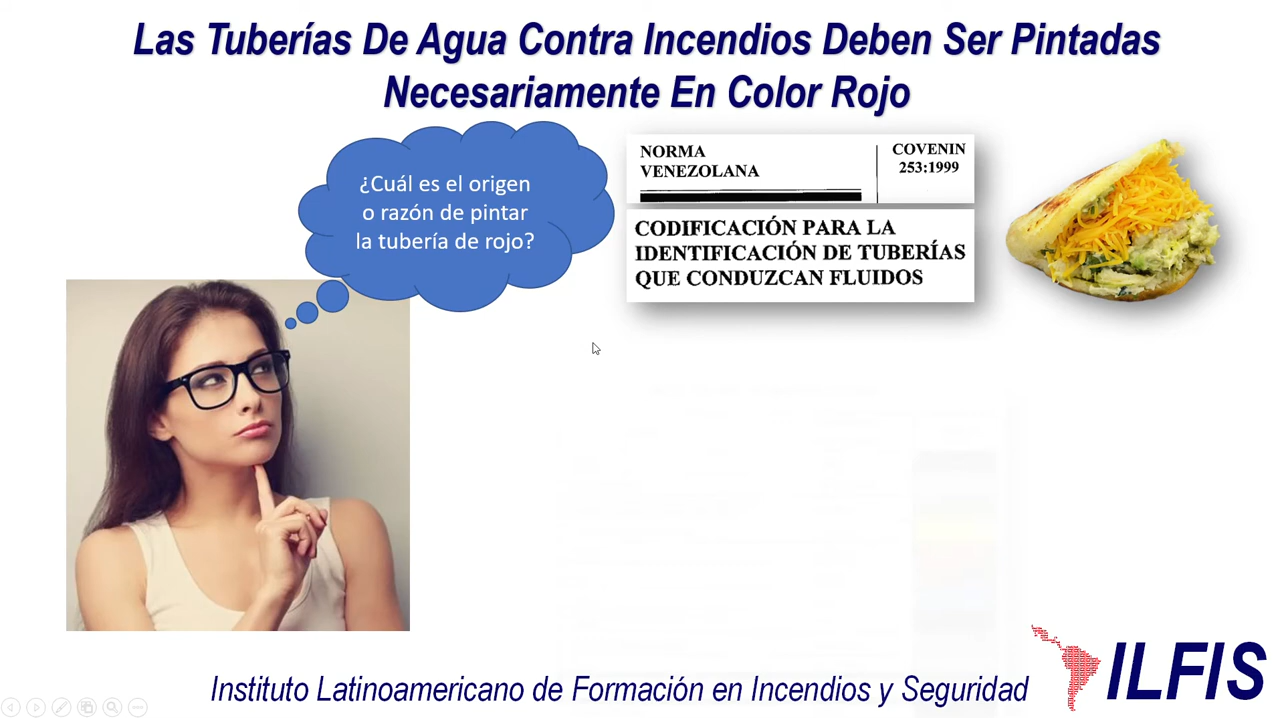 Las Tuberías De Agua Contra Incendios Deben Ser Pintadas
Necesariamente En Color Rojo
¿Cuál es el origen
o razón de pintar
la tubería de rojo?
NORMA
VENEZOLANA
COVENIN
253:1999
CODIFICACIÓN PARA LA
IDENTIFICACIÓN DE TUBERÍAS
QUE CONDUZCAN FLUIDOS
Instituto Latinoamericano de Formación en Incendios y Seguridad
ILFIS